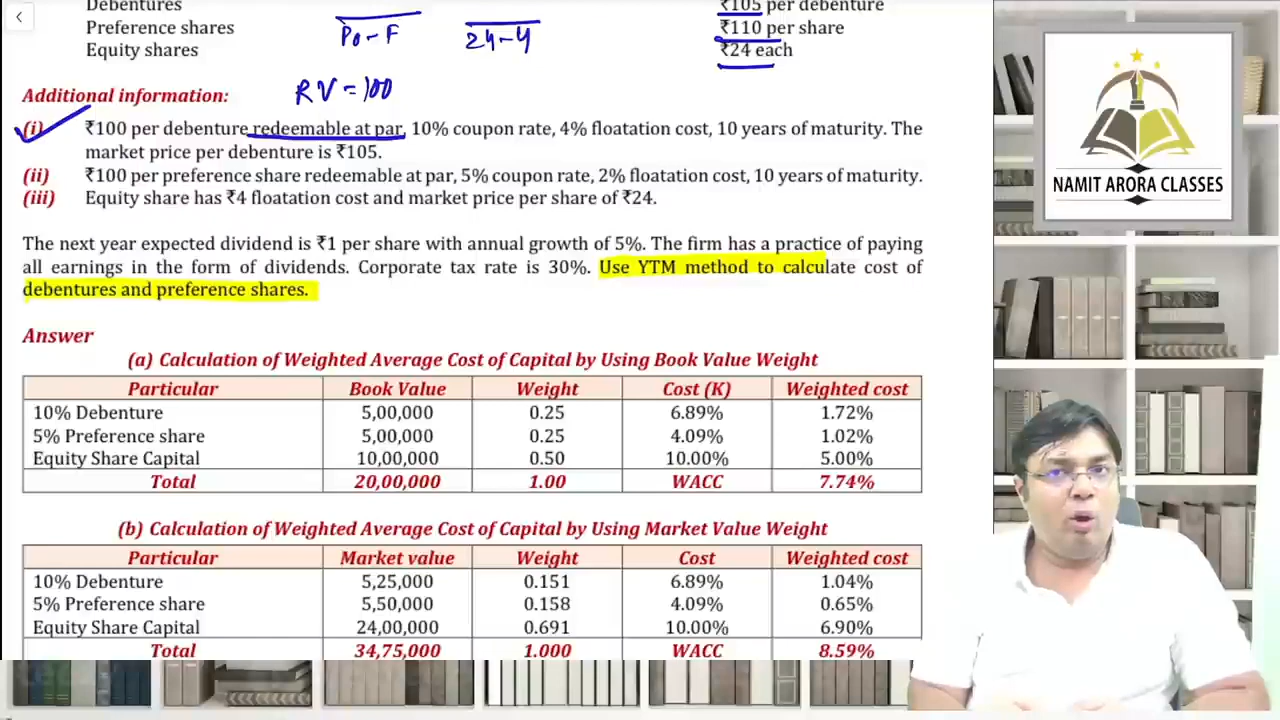 Debentures ₹105 per debenture
Preference shares ₹110 per share
Equity shares ₹24 each
P0 - F 24-4
RV = 100
Additional information:
(i) ₹100 per debenture redeemable at par, 10% coupon rate, 4% floatation cost, 10 years of maturity. The
market price per debenture is ₹105.
(ii) ₹100 per preference share redeemable at par, 5% coupon rate, 2% floatation cost, 10 years of maturity.
(iii) Equity share has ₹4 floatation cost and market price per share of ₹24.
The next year expected dividend is ₹1 per share with annual growth of 5%. The firm has a practice of paying
all earnings in the form of dividends. Corporate tax rate is 30%. Use YTM method to calculate cost of
debentures and preference shares.
Answer
(a) Calculation of Weighted Average Cost of Capital by Using Book Value Weight
Particular Book Value Weight Cost (K) Weighted cost
10% Debenture 5,00,000 0.25 6.89% 1.72%
5% Preference share 5,00,000 0.25 4.09% 1.02%
Equity Share Capital 10,00,000 0.50 10.00% 5.00%
Total 20,00,000 1.00 WACC 7.74%
(b) Calculation of Weighted Average Cost of Capital by Using Market Value Weight
Particular Market value Weight Cost Weighted cost
10% Debenture 5,25,000 0.151 6.89% 1.04%
5% Preference share 5,50,000 0.158 4.09% 0.65%
Equity Share Capital 24,00,000 0.691 10.00% 6.90%
Total 34,75,000 1.000 WACC 8.59%
NAMIT ARORA CLASSES